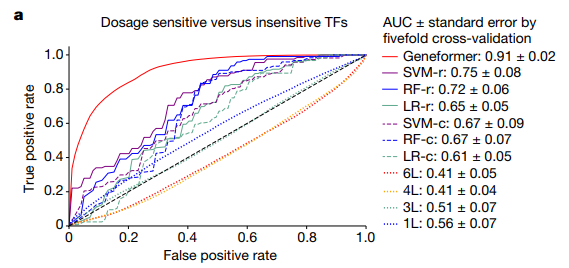 a
Dosage sensitive versus insensitive TFs
AUC ± standard error by
fivefold cross-validation
Geneformer: 0.91 ± 0.02
SVM-r: 0.75 ± 0.08
RF-r: 0.72 ± 0.06
LR-r: 0.65 ± 0.05
SVM-c: 0.67 ± 0.09
RF-c: 0.67 ± 0.07
LR-c: 0.61 ± 0.05
6L: 0.41 ± 0.05
4L: 0.41 ± 0.04
3L: 0.51 ± 0.07
1L: 0.56 ± 0.07
True positive rate
1.0
0.8
0.6
0.4
0.2
0
0
0.2
0.4
0.6
0.8
1.0
False positive rate